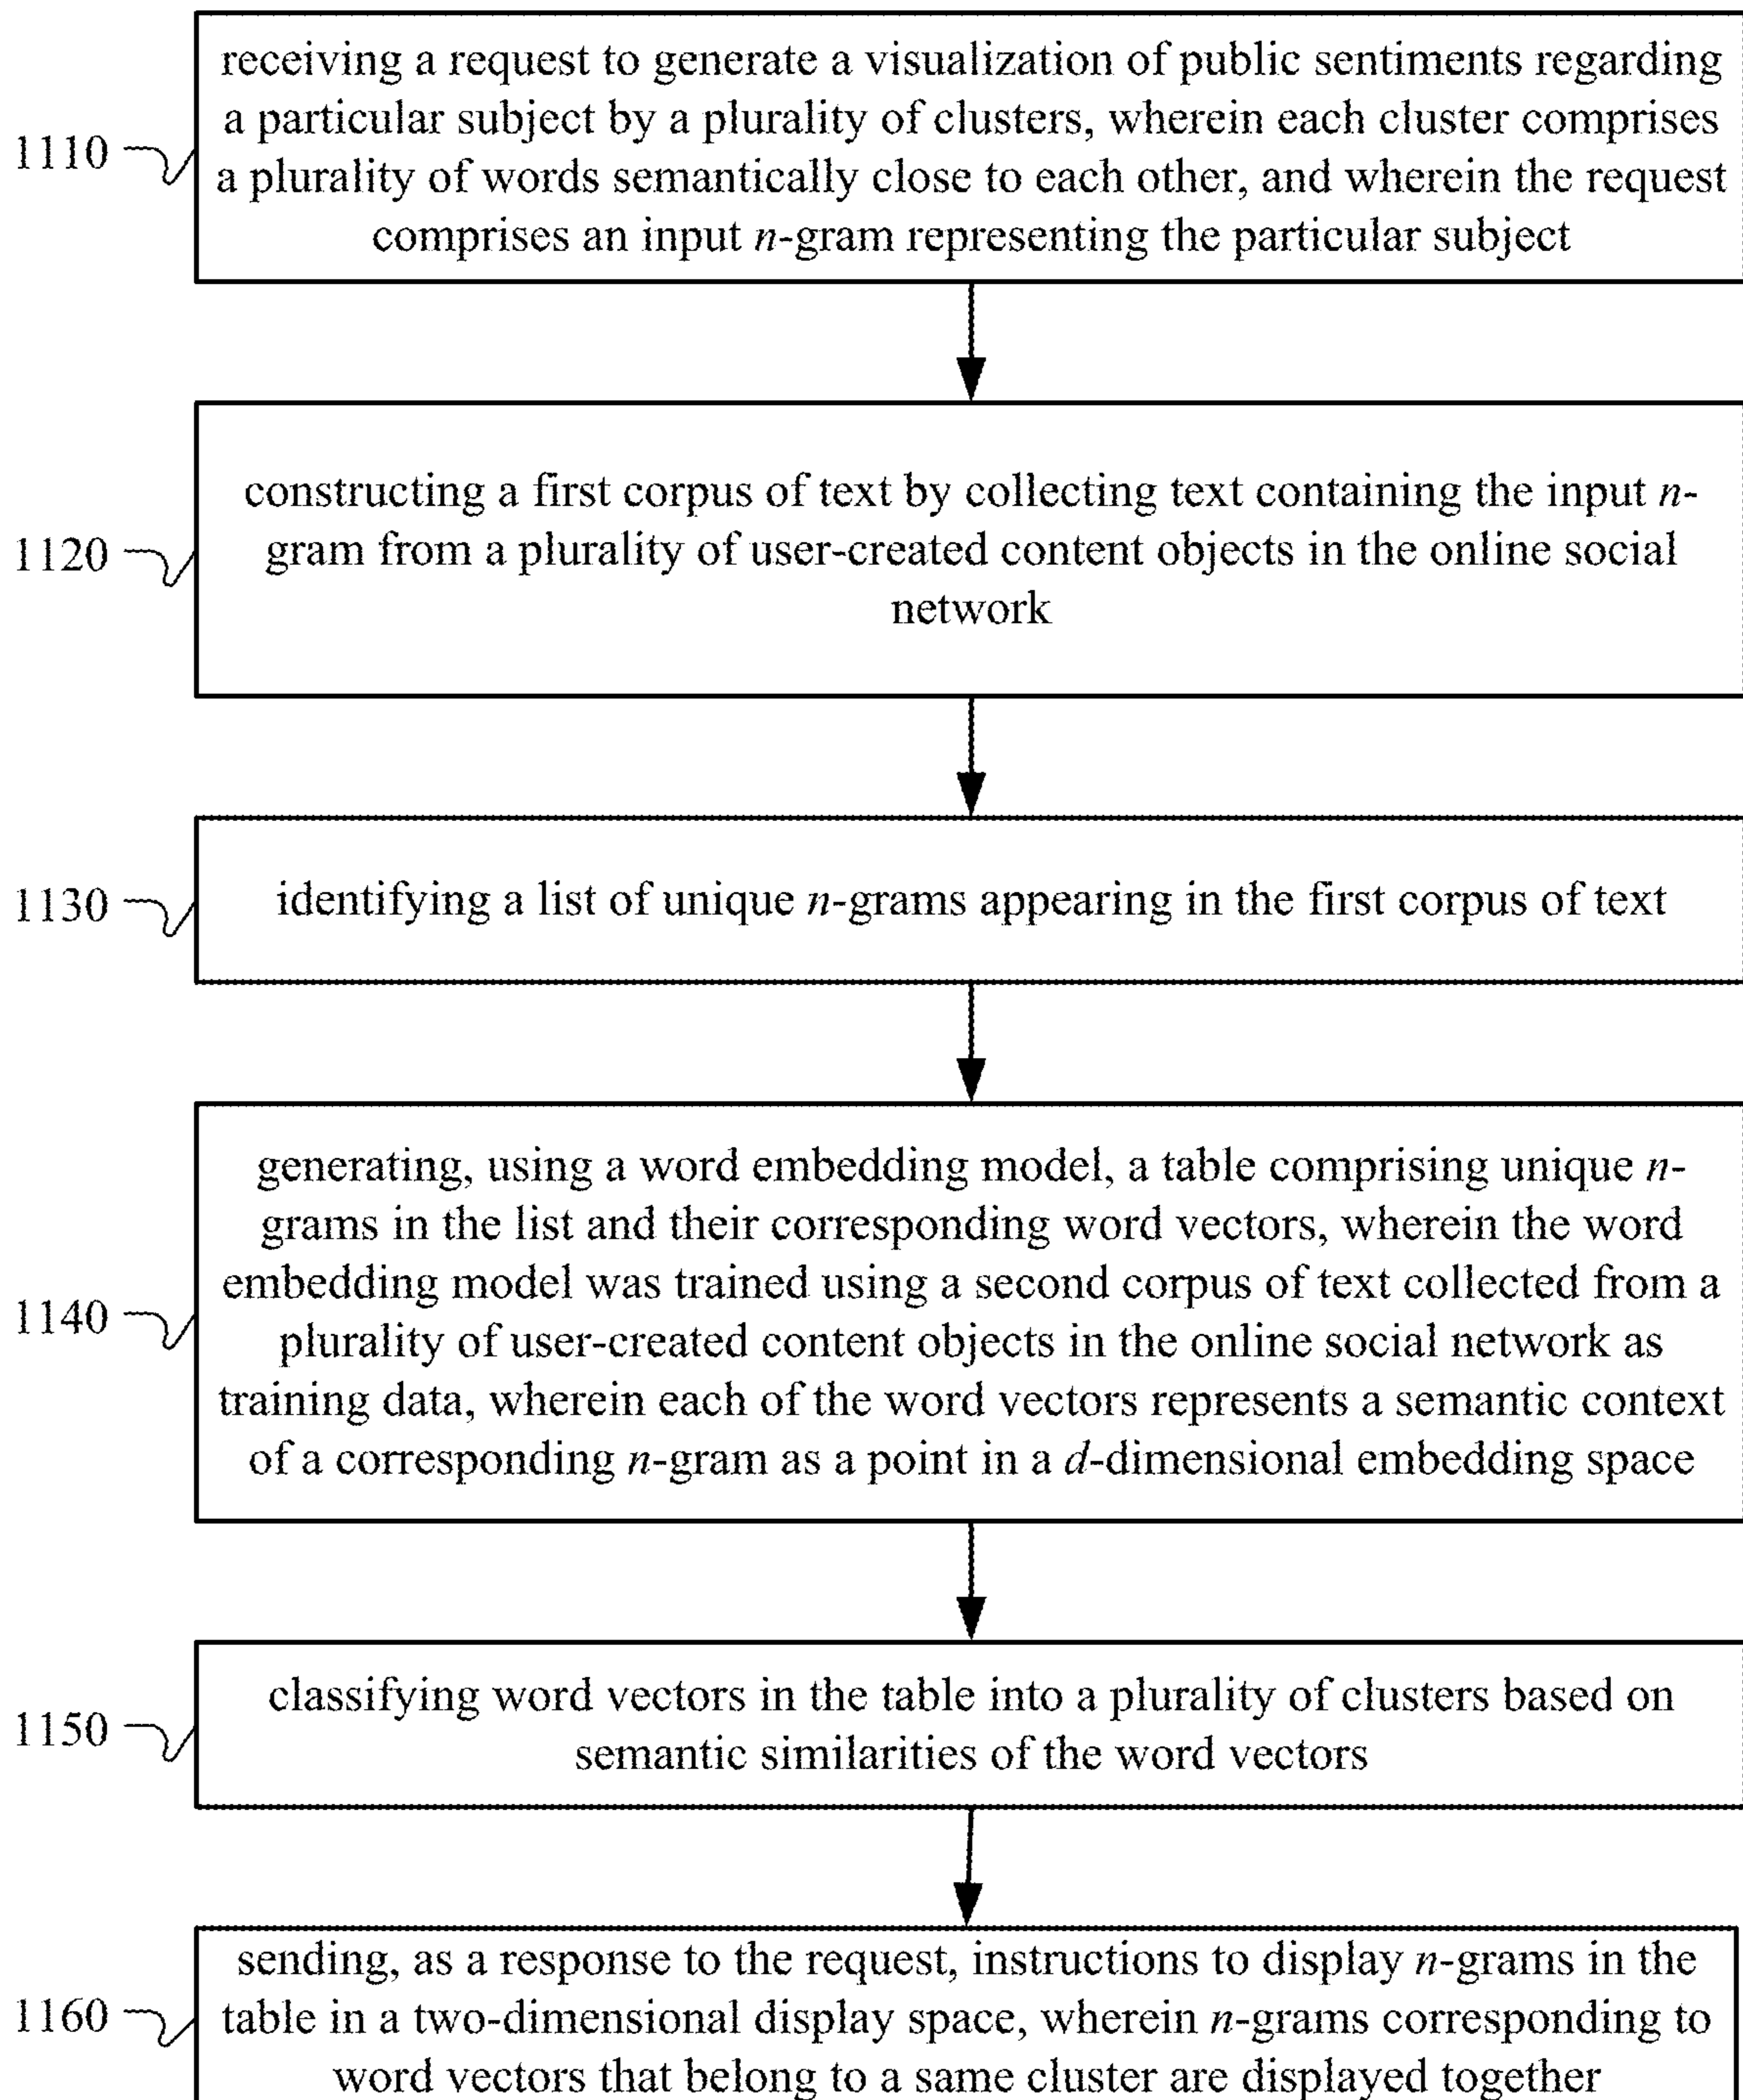 receiving a request to generate a visualization of public sentiments regarding
a particular subject by a plurality of clusters, wherein each cluster comprises
1110
a plurality of words semantically close to each other, and wherein the request
comprises an input n-gram representing the particular subject
constructing a first corpus of text by collecting text containing the input n-
1120
gram from a plurality of user-created content objects in the online social
network
1130
identifying a list of unique n-grams appearing in the first corpus of text
generating, using a word embedding model, a table comprising unique n-
grams in the list and their corresponding word vectors, wherein the word
embedding model was trained using a second corpus of text collected from a
1140
plurality of user-created content objects in the online social network as
training data, wherein each of the word vectors represents a semantic context
of a corresponding n-gram as a point in a d-dimensional embedding space
classifying word vectors in the table into a plurality of clusters based on
1150
semantic similarities of the word vectors
sending, as a response to the request, instructions to display n-grams in the
1160
table in a two-dimensional display space, wherein n-grams corresponding to
word vectors that belong to a same cluster are displayed together